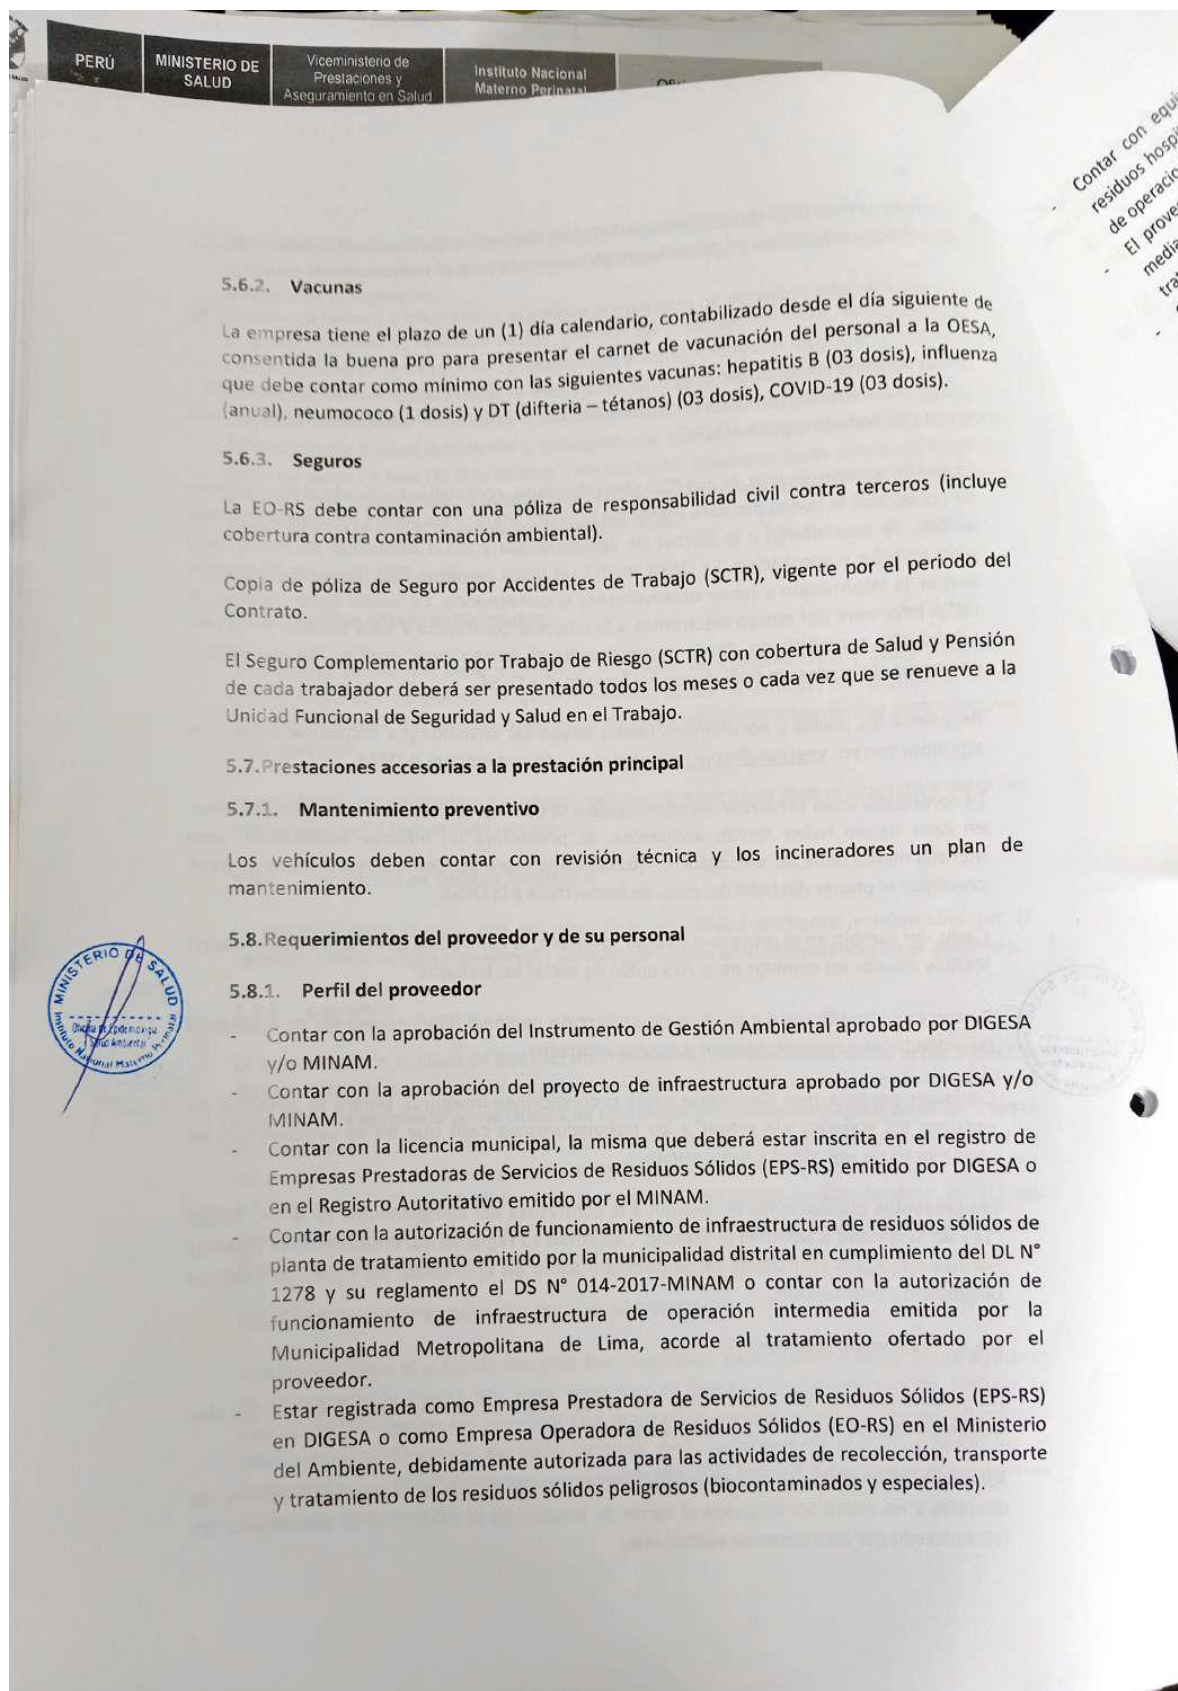 PERÚ
MINISTERIO DE
SALUD
Viceministerio de
Prestaciones y
Aseguramiento en Salud
Instituto Nacional
Materno Perinatal
5.6.2. Vacunas
La empresa tiene el plazo de un (1) día calendario, contabilizado desde el día siguiente de
consentida la buena pro para presentar el carnet de vacunación del personal a la OESA,
que debe contar como mínimo con las siguientes vacunas: hepatitis B (03 dosis), influenza
(anual), neumococo (1 dosis) y DT (difteria – tétanos) (03 dosis), COVID-19 (03 dosis).
5.6.3. Seguros
La EO-RS debe contar con una póliza de responsabilidad civil contra terceros (incluye
cobertura contra contaminación ambiental).
Copia de póliza de Seguro por Accidentes de Trabajo (SCTR), vigente por el periodo del
Contrato.
El Seguro Complementario por Trabajo de Riesgo (SCTR) con cobertura de Salud y Pensión
de cada trabajador deberá ser presentado todos los meses o cada vez que se renueve a la
Unidad Funcional de Seguridad y Salud en el Trabajo.
5.7. Prestaciones accesorias a la prestación principal
5.7.1. Mantenimiento preventivo
Los vehículos deben contar con revisión técnica y los incineradores un plan de
mantenimiento.
5.8. Requerimientos del proveedor y de su personal
5.8.1. Perfil del proveedor
- Contar con la aprobación del Instrumento de Gestión Ambiental aprobado por DIGESA
y/o MINAM.
- Contar con la aprobación del proyecto de infraestructura aprobado por DIGESA y/o
MINAM.
- Contar con la licencia municipal, la misma que deberá estar inscrita en el registro de
Empresas Prestadoras de Servicios de Residuos Sólidos (EPS-RS) emitido por DIGESA o
en el Registro Autoritativo emitido por el MINAM.
- Contar con la autorización de funcionamiento de infraestructura de residuos sólidos de
planta de tratamiento emitido por la municipalidad distrital en cumplimiento del DL N°
1278 y su reglamento el DS N° 014-2017-MINAM o contar con la autorización de
funcionamiento de infraestructura de operación intermedia emitida por la
Municipalidad Metropolitana de Lima, acorde al tratamiento ofertado por el
proveedor.
- Estar registrada como Empresa Prestadora de Servicios de Residuos Sólidos (EPS-RS)
en DIGESA o como Empresa Operadora de Residuos Sólidos (EO-RS) en el Ministerio
del Ambiente, debidamente autorizada para las actividades de recolección, transporte
y tratamiento de los residuos sólidos peligrosos (biocontaminados y especiales).
MINISTERIO DE SALUD
Oficina de Epidemiología
Salud Ambiental
Instituto Nacional Materno Perinatal
- Contar con
residuos
de
- El
-